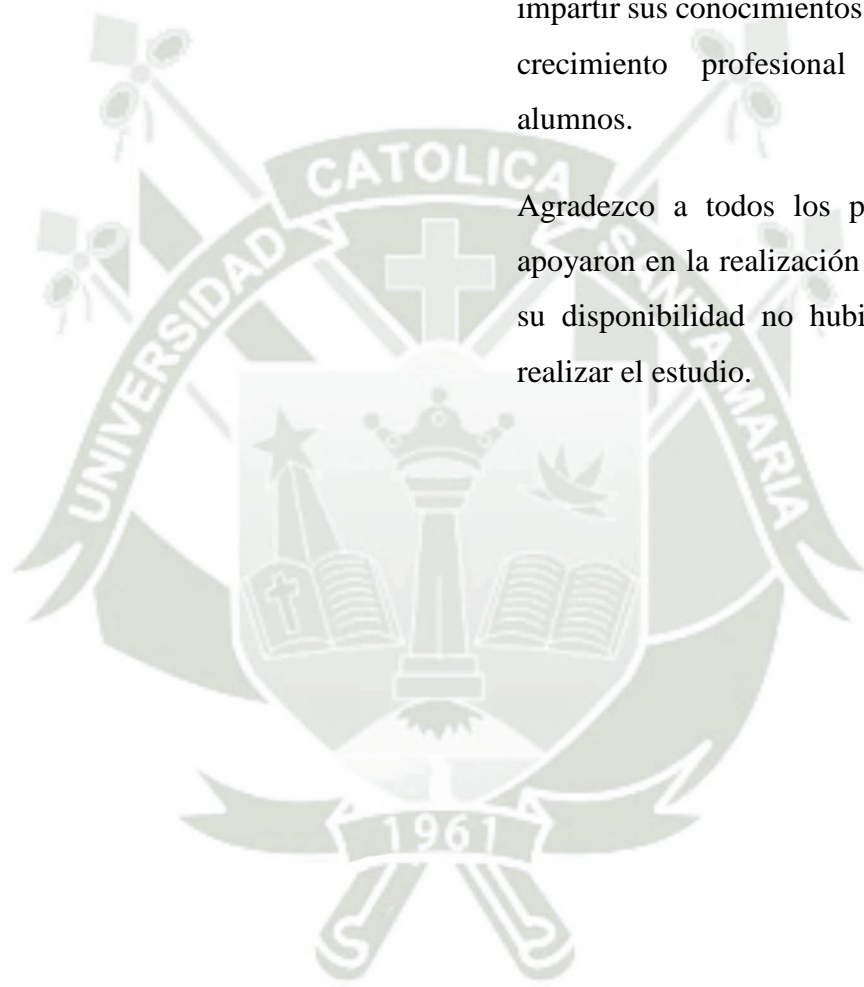 impartir sus conocimientos
crecimiento profesional
alumnos.
Agradezco a todos los p
apoyaron en la realización
su disponibilidad no hubi
realizar el estudio.
UNIVERSIDAD CATOLICA SANTA MARIA
1961